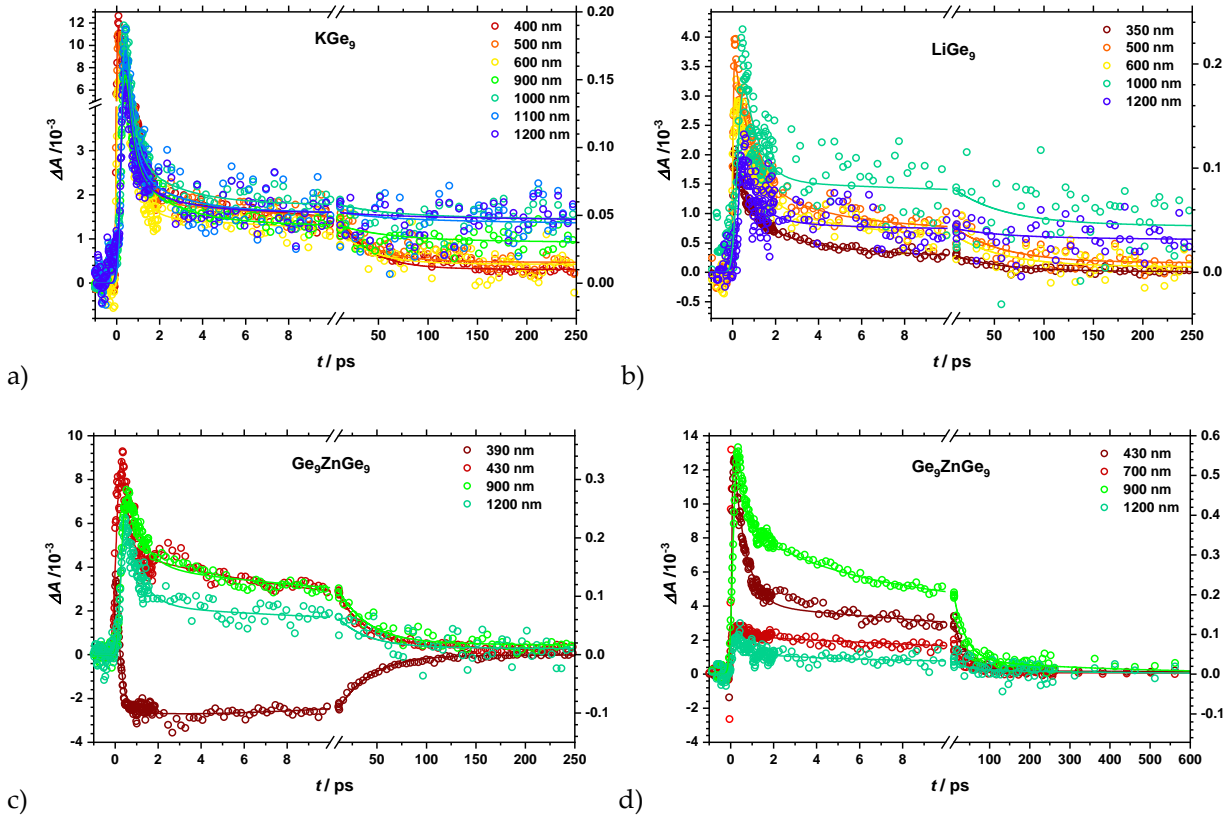 KGe₉
400 nm
500 nm
600 nm
900 nm
1000 nm
1100 nm
1200 nm
12
10
8
6
3
2
1
0
0.20
0.15
0.10
0.05
0.00
ΔA /10⁻³
0 2 4 6 8 50 100 150 200 250
t / ps
a)
LiGe₉
350 nm
500 nm
600 nm
1000 nm
1200 nm
4.0
3.5
3.0
2.5
2.0
1.5
1.0
0.5
0.0
-0.5
0.2
0.1
0.0
ΔA /10⁻³
0 2 4 6 8 50 100 150 200 250
t / ps
b)
Ge₉ZnGe₉
390 nm
430 nm
900 nm
1200 nm
10
8
6
4
2
0
-2
-4
0.3
0.2
0.1
0.0
-0.1
ΔA /10⁻³
0 2 4 6 8 50 100 150 200 250
t / ps
c)
Ge₉ZnGe₉
430 nm
700 nm
900 nm
1200 nm
14
12
10
8
6
4
2
0
-2
-4
0.6
0.5
0.4
0.3
0.2
0.1
0.0
-0.1
ΔA /10⁻³
0 2 4 6 8 100 200 300 400 500 600
t / ps
d)